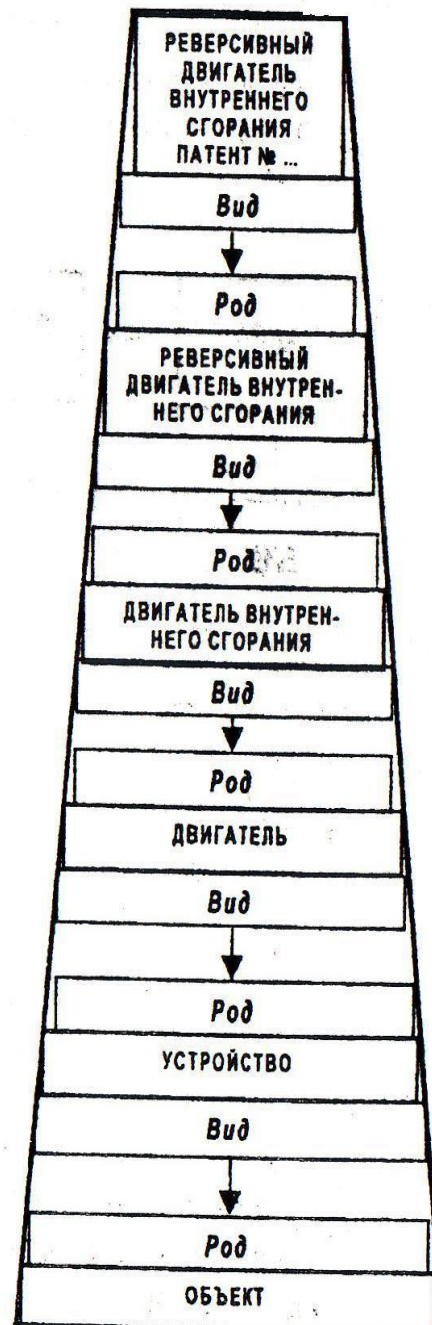 РЕВЕРСИВНЫЙ
ДВИГАТЕЛЬ
ВНУТРЕННЕГО
СГОРАНИЯ
ПАТЕНТ № ...
Вид
Род
РЕВЕРСИВНЫЙ
ДВИГАТЕЛЬ ВНУТРЕН-
НЕГО СГОРАНИЯ
Вид
Род
ДВИГАТЕЛЬ ВНУТРЕН-
НЕГО СГОРАНИЯ
Вид
Род
ДВИГАТЕЛЬ
Вид
Род
УСТРОЙСТВО
Вид
Род
ОБЪЕКТ